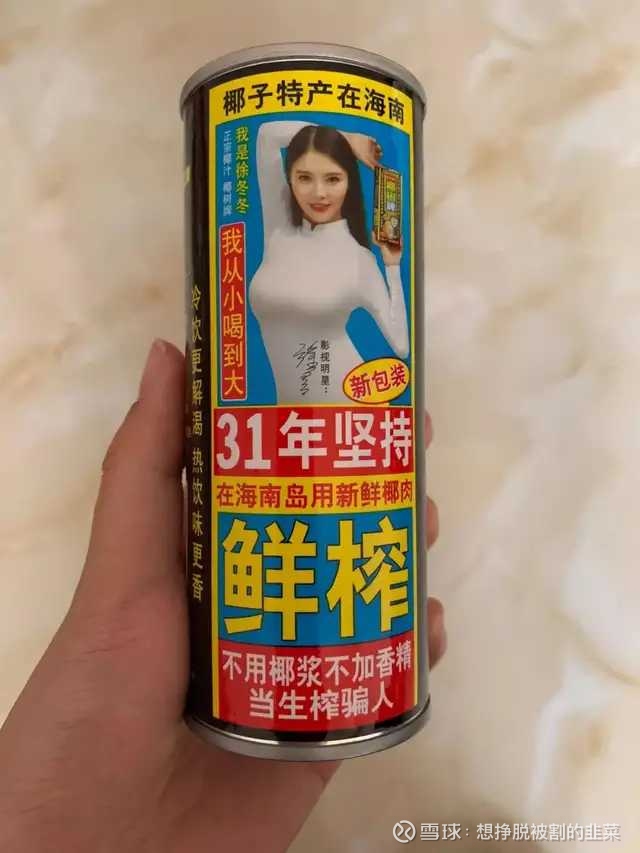 椰子特产在海南
我是徐冬冬
正宗椰汁 椰树牌
我从小喝到大
椰树牌
影视明星：
新包装
31年坚持
在海南岛用新鲜椰肉
鲜榨
不用椰浆不加香精
当生榨骗人
冷饮更解渴 热饮味更香
雪球：想挣脱被割的韭菜